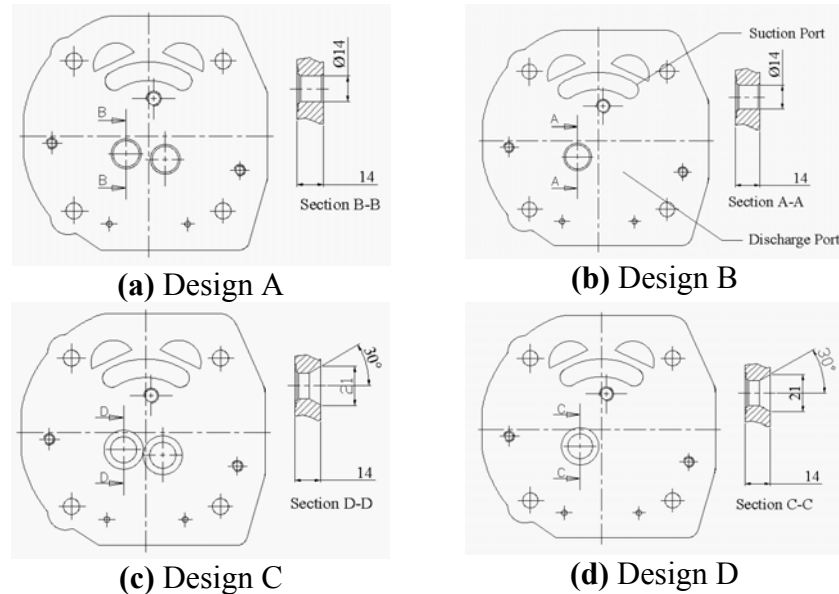 B
B
Ø14
14
Section B-B
(a) Design A
Suction Port
A
A
Ø14
14
Section A-A
Discharge Port
(b) Design B
D
D
30°
21
14
Section D-D
(c) Design C
C
C
30°
21
14
Section C-C
(d) Design D